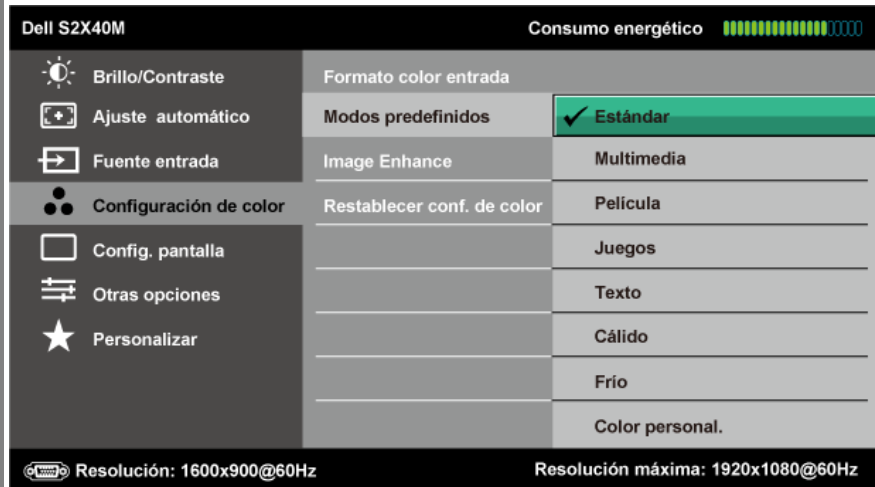 Dell S2X40M
Consumo energético
Brillo/Contraste
Formato color entrada
Ajuste automático
Modos predefinidos
Estándar
Fuente entrada
Image Enhance
Multimedia
Configuración de color
Restablecer conf. de color
Película
Config. pantalla
Juegos
Otras opciones
Texto
Personalizar
Cálido
Frío
Color personal.
Resolución: 1600x900@60Hz
Resolución máxima: 1920x1080@60Hz